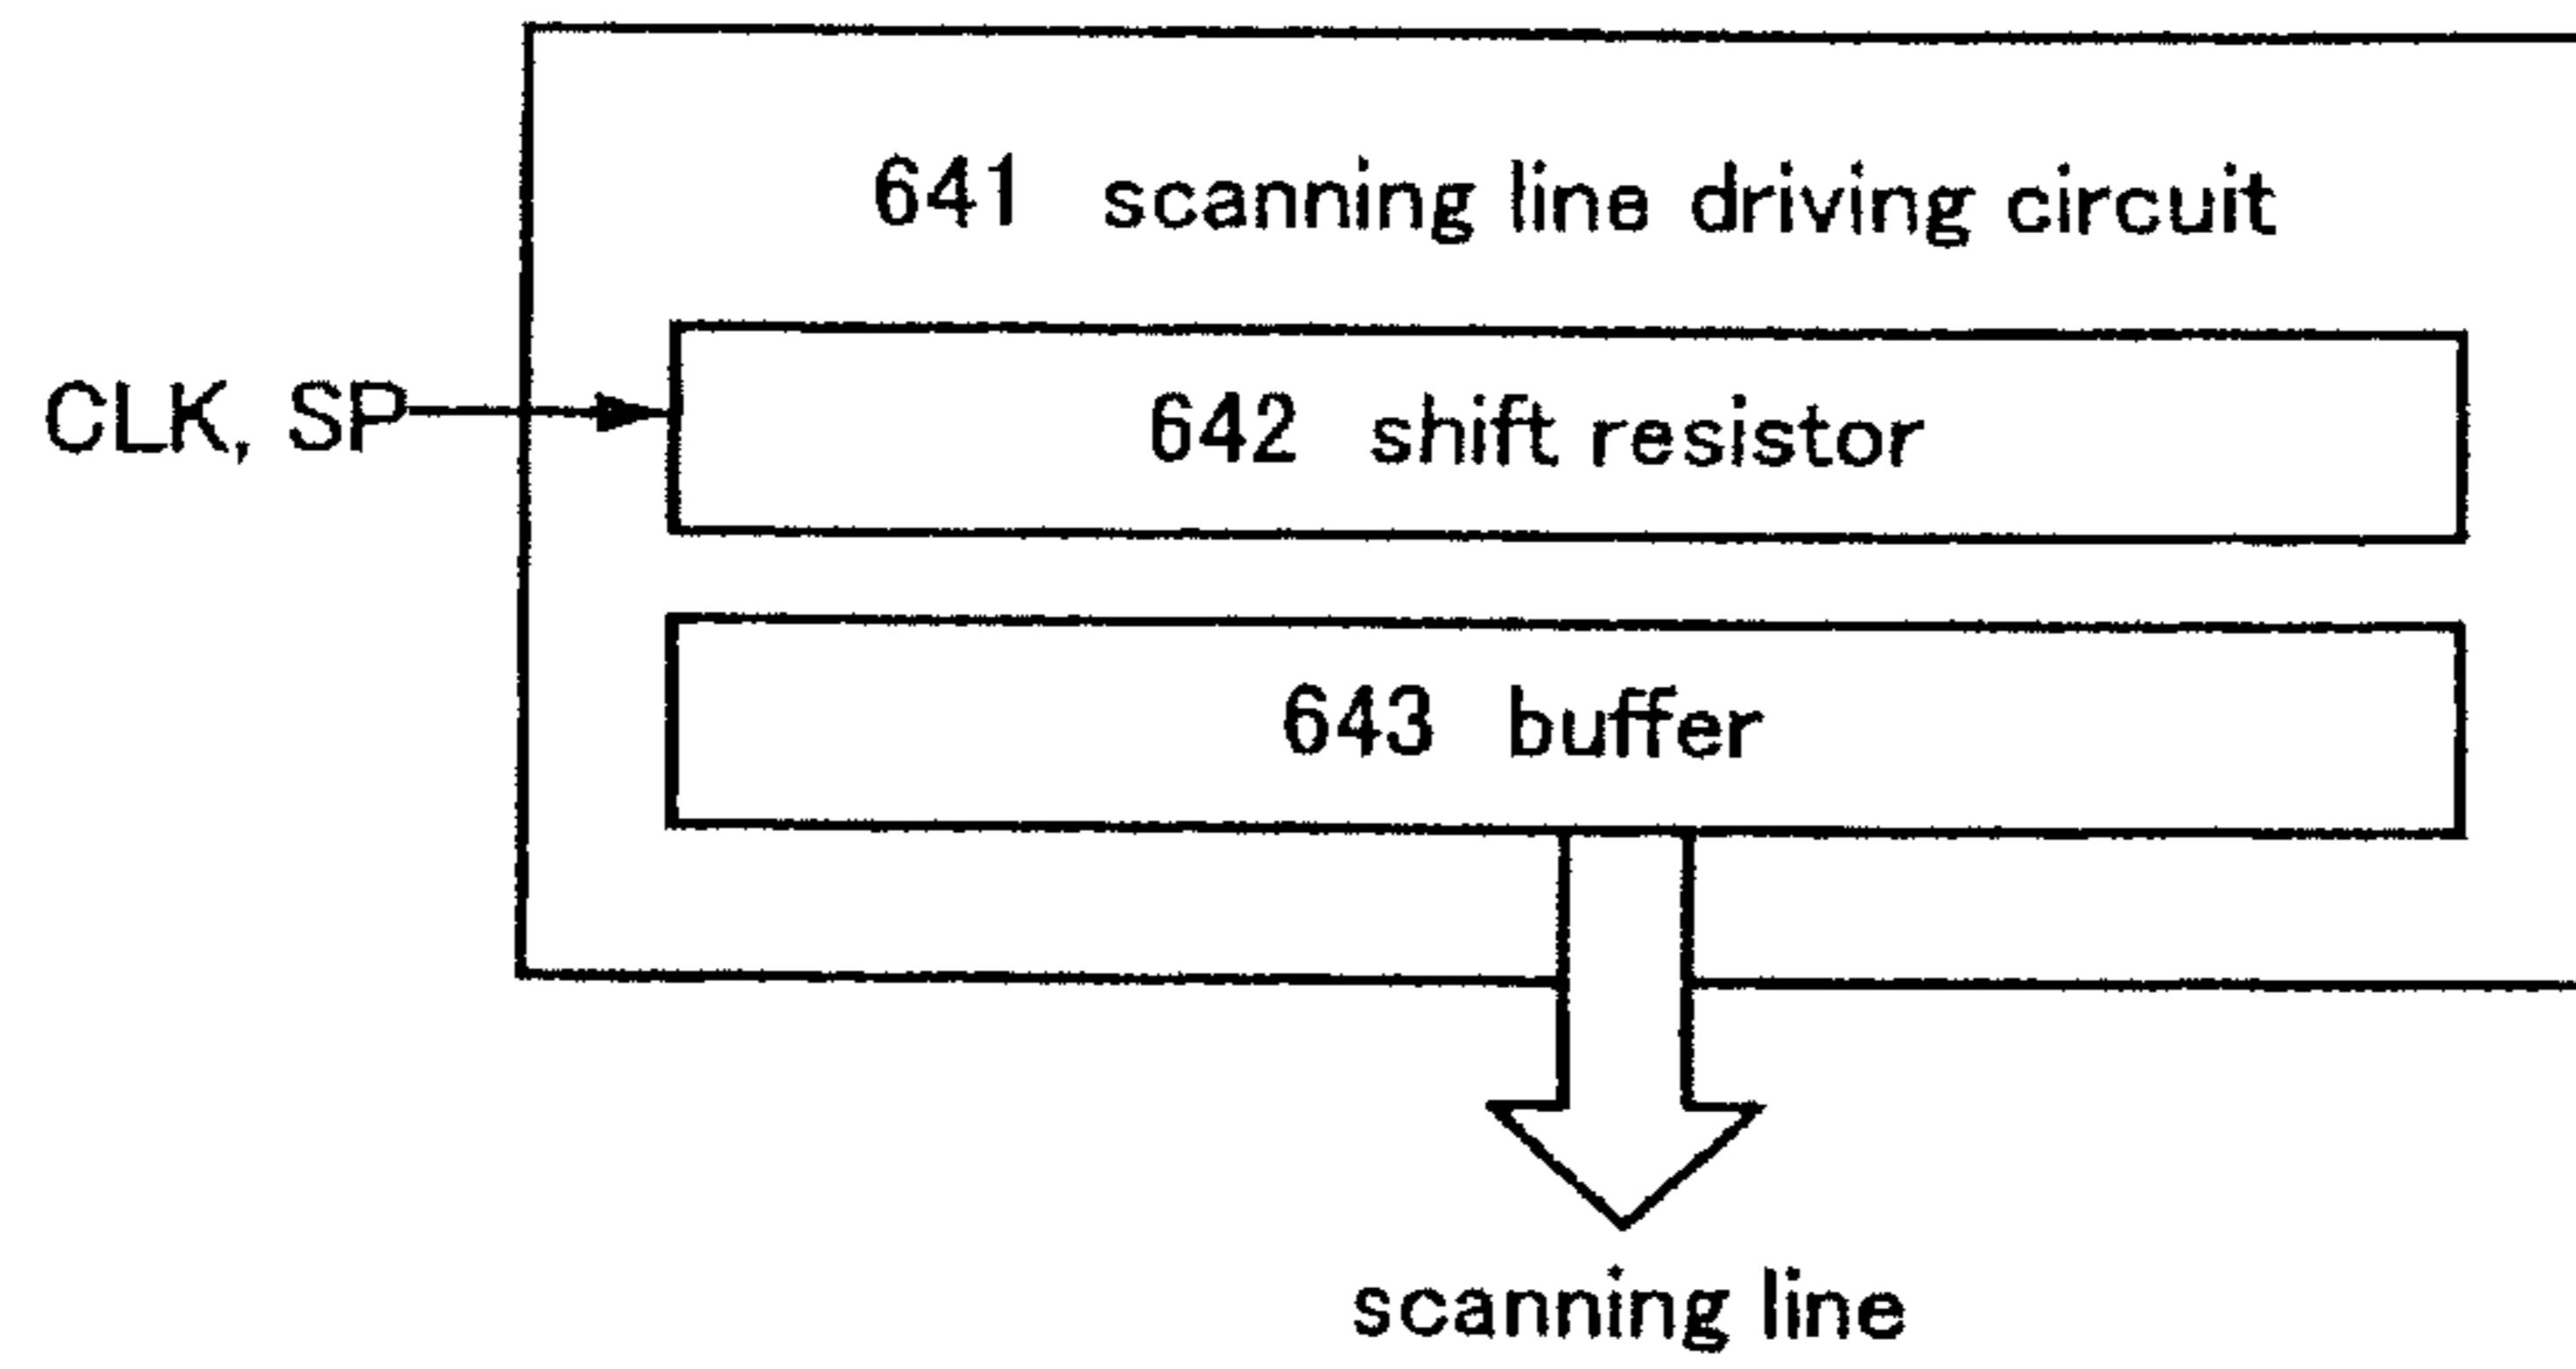 641 scanning line driving circuit
CLK, SP
642 shift resistor
643 buffer
scanning line